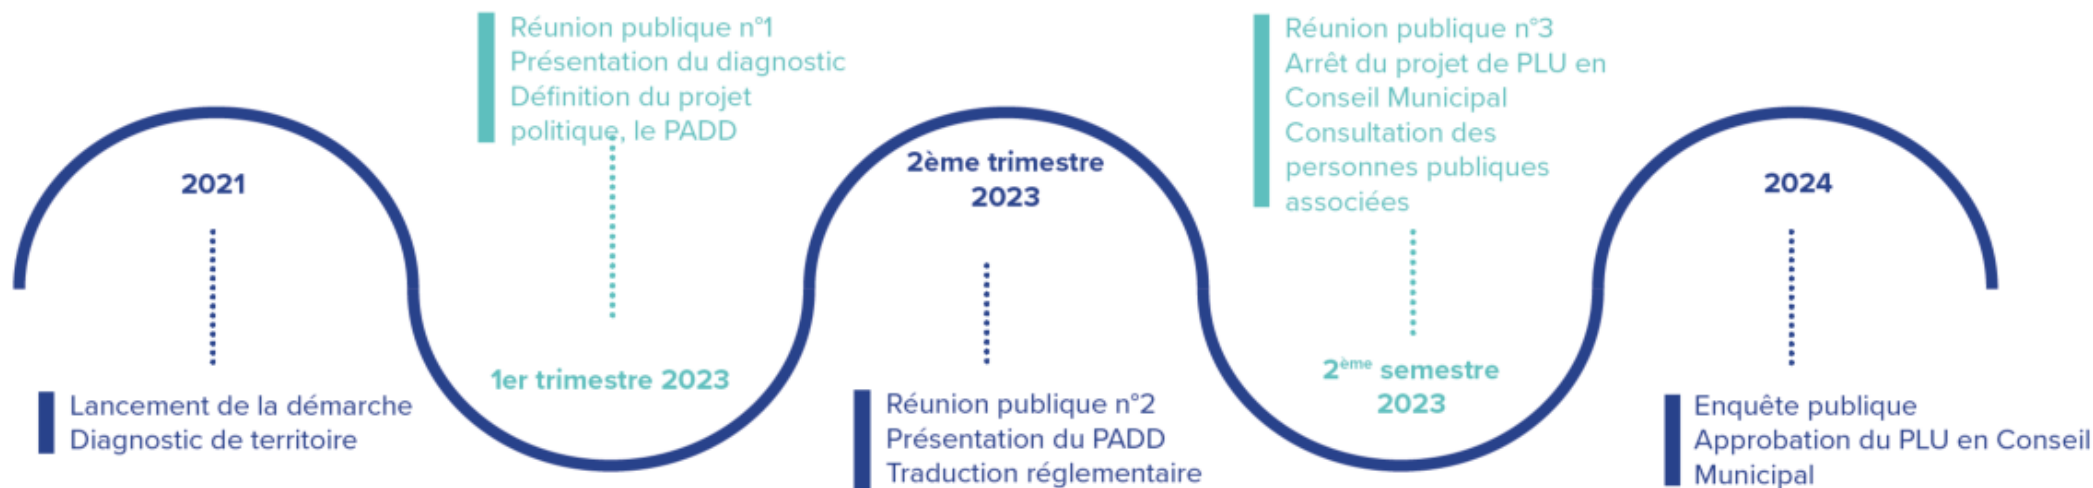 2021
Lancement de la démarche
Diagnostic de territoire
Réunion publique n°1
Présentation du diagnostic
Définition du projet
politique, le PADD
1er trimestre 2023
2ème trimestre
2023
Réunion publique n°2
Présentation du PADD
Traduction réglementaire
Réunion publique n°3
Arrêt du projet de PLU en
Conseil Municipal
Consultation des
personnes publiques
associées
2ème semestre
2023
2024
Enquête publique
Approbation du PLU en Conseil
Municipal